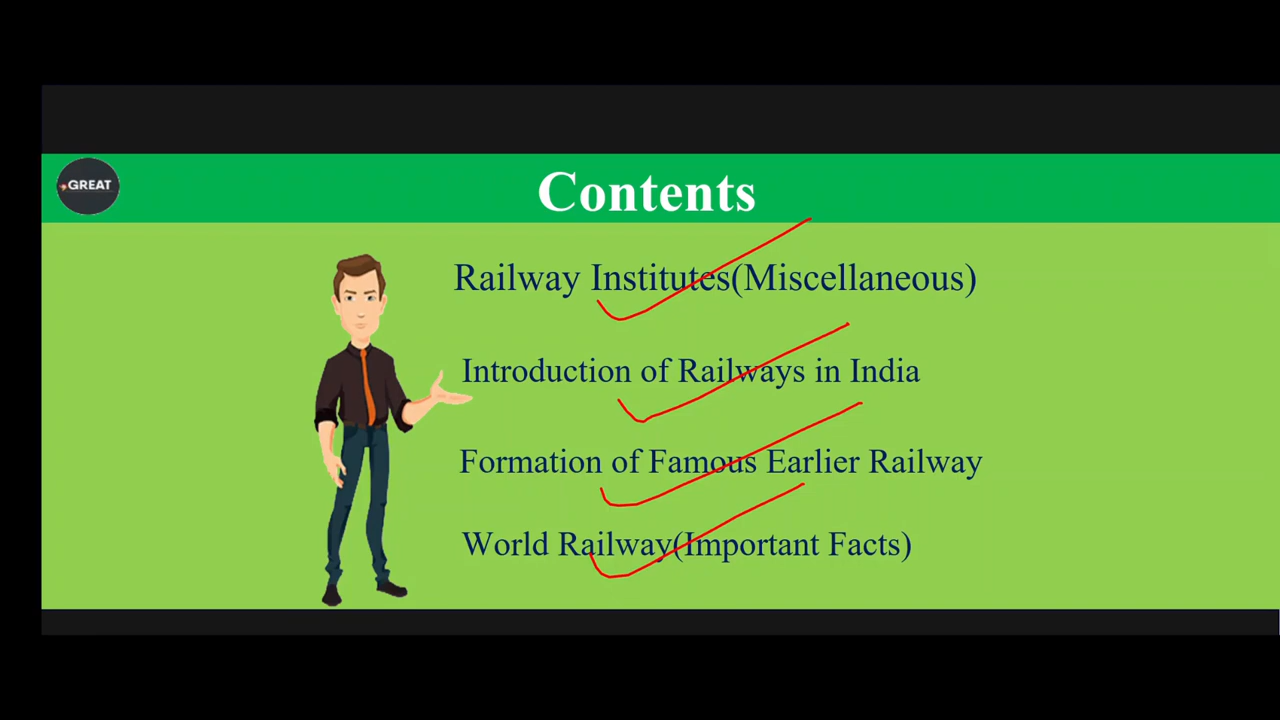 GREAT
Contents
Railway Institutes(Miscellaneous)
Introduction of Railways in India
Formation of Famous Earlier Railway
World Railway(Important Facts)